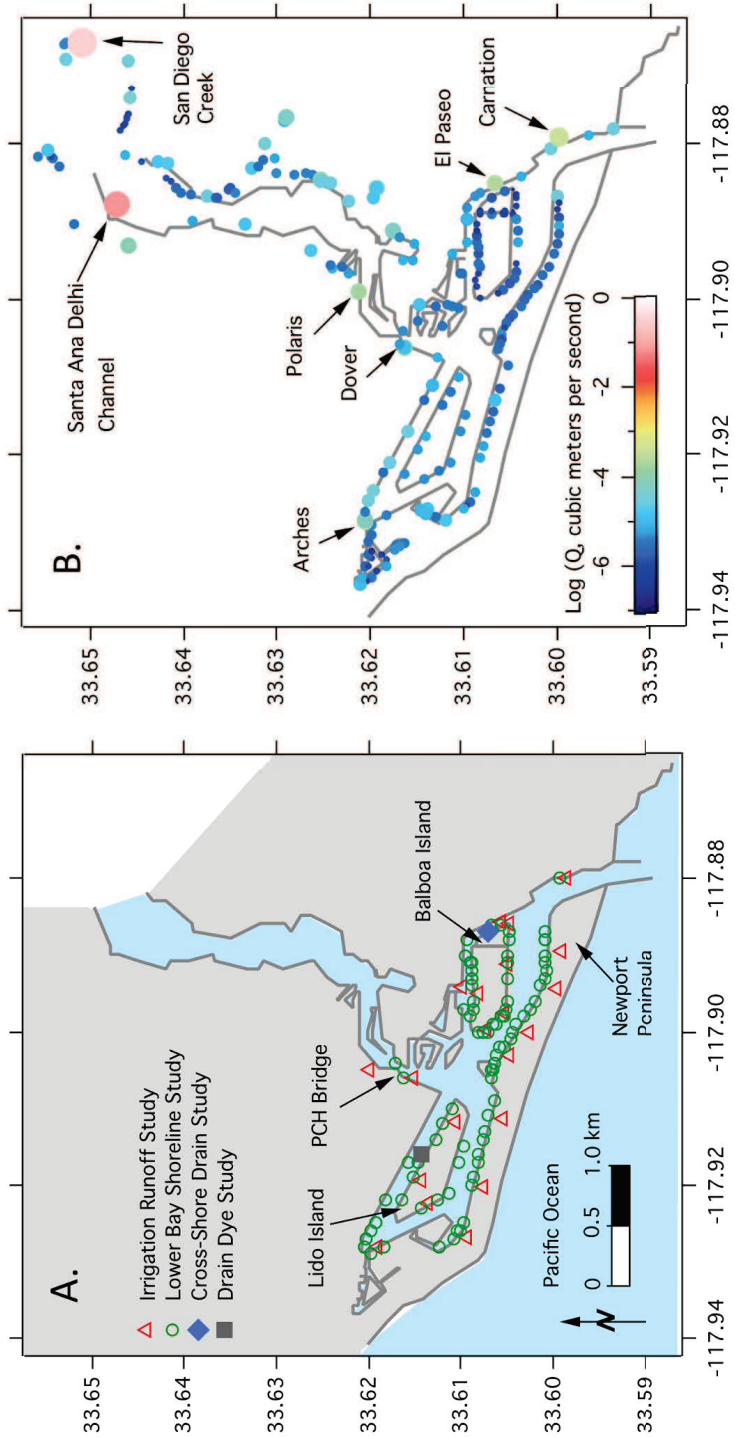 A.
Irrigation Runoff Study
Lower Bay Shoreline Study
Cross-Shore Drain Study
Drain Dye Study
Lido Island
PCH Bridge
Balboa Island
Newport
Peninsula
Pacific Ocean
0 0.5 1.0 km
N
33.65
33.64
33.63
33.62
33.61
33.60
33.59
-117.94 -117.92 -117.90 -117.88
B.
Santa Ana Delhi
Channel
San Diego
Creek
Polaris
Dover
Arches
El Paseo
Carration
Log (Q, cubic meters per second)
-6 -4 -2 0
33.65
33.64
33.63
33.62
33.61
33.60
33.59
-117.94 -117.92 -117.90 -117.88